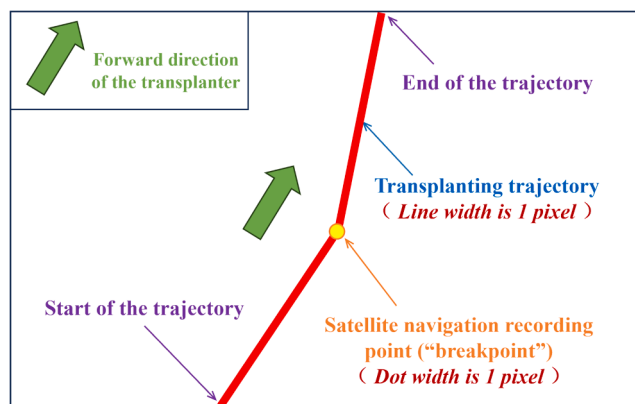 Forward direction
of the transplanter
End of the trajectory
Transplanting trajectory
（ Line width is 1 pixel ）
Start of the trajectory
Satellite navigation recording
point (“breakpoint”)
（ Dot width is 1 pixel ）